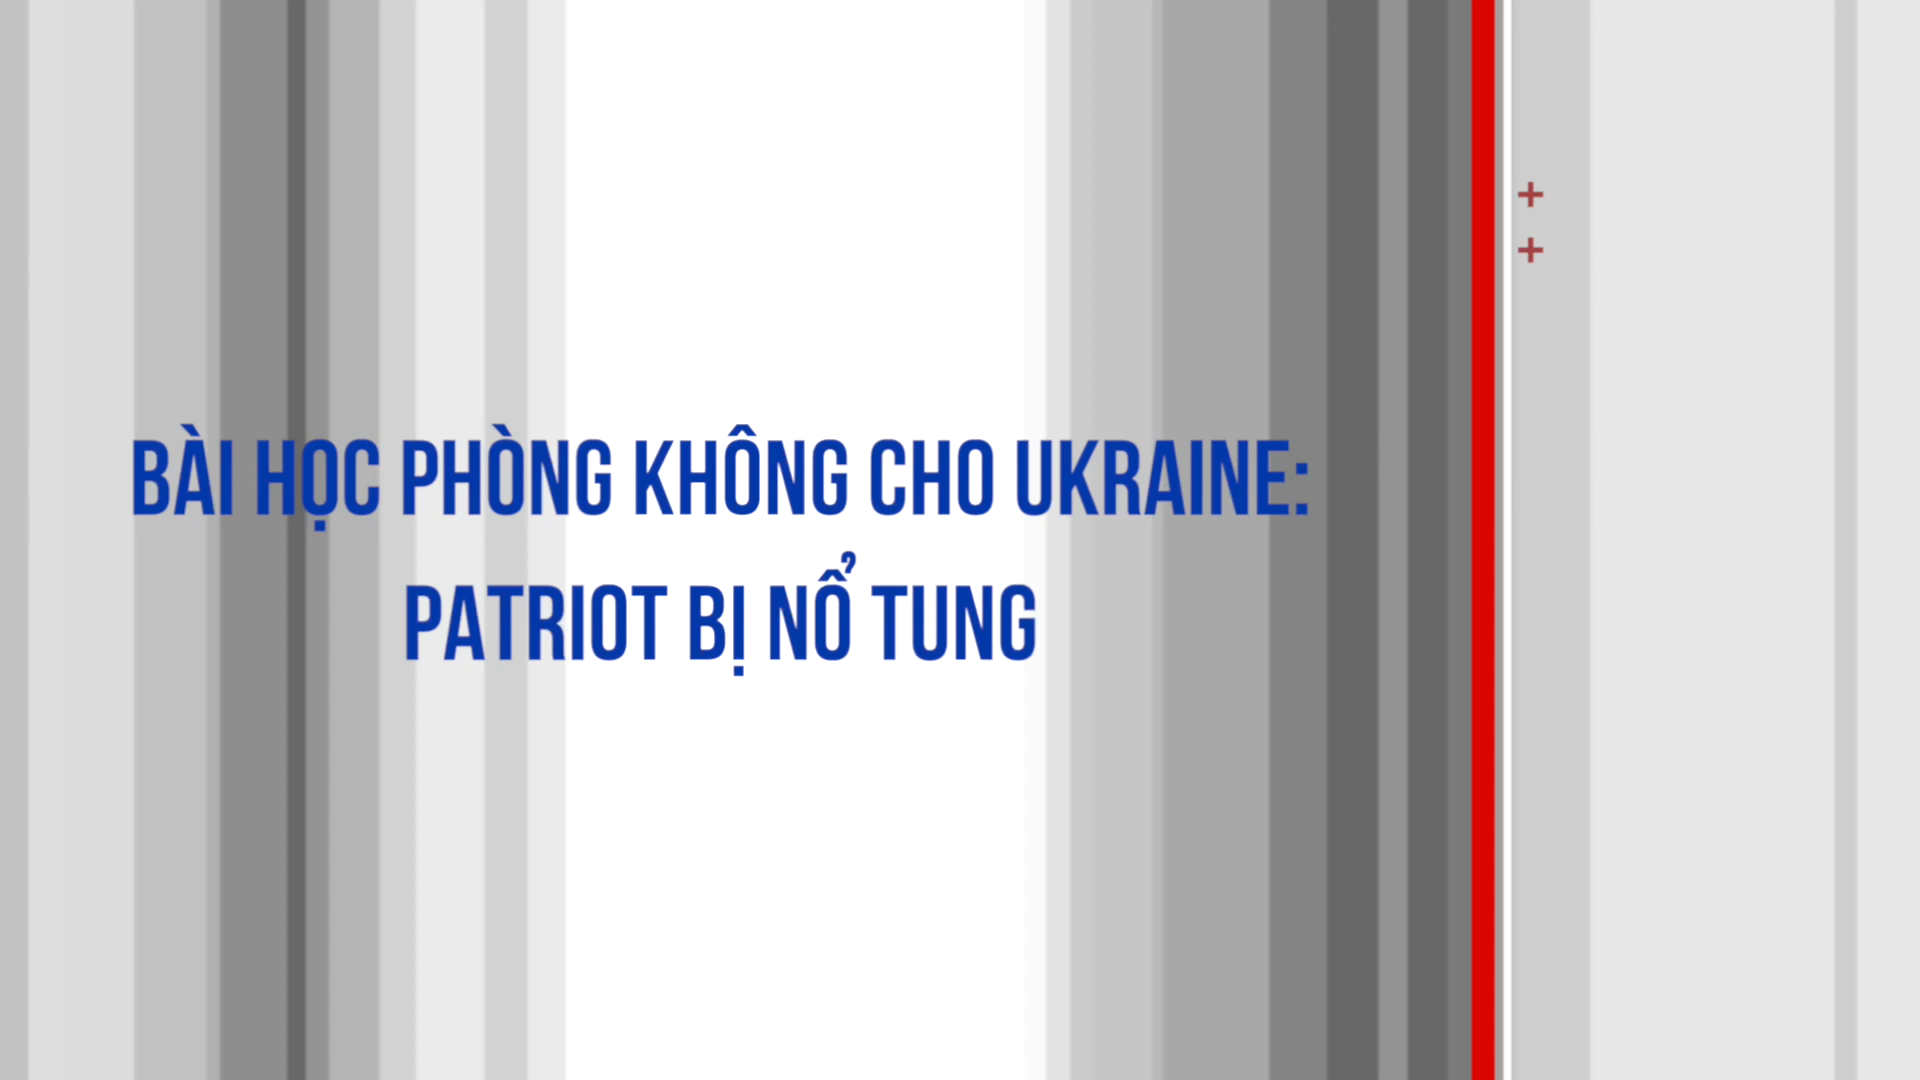 BÀI HỌC PHÒNG KHÔNG CHO UKRAINE:
PATRIOT BỊ NỔ TUNG